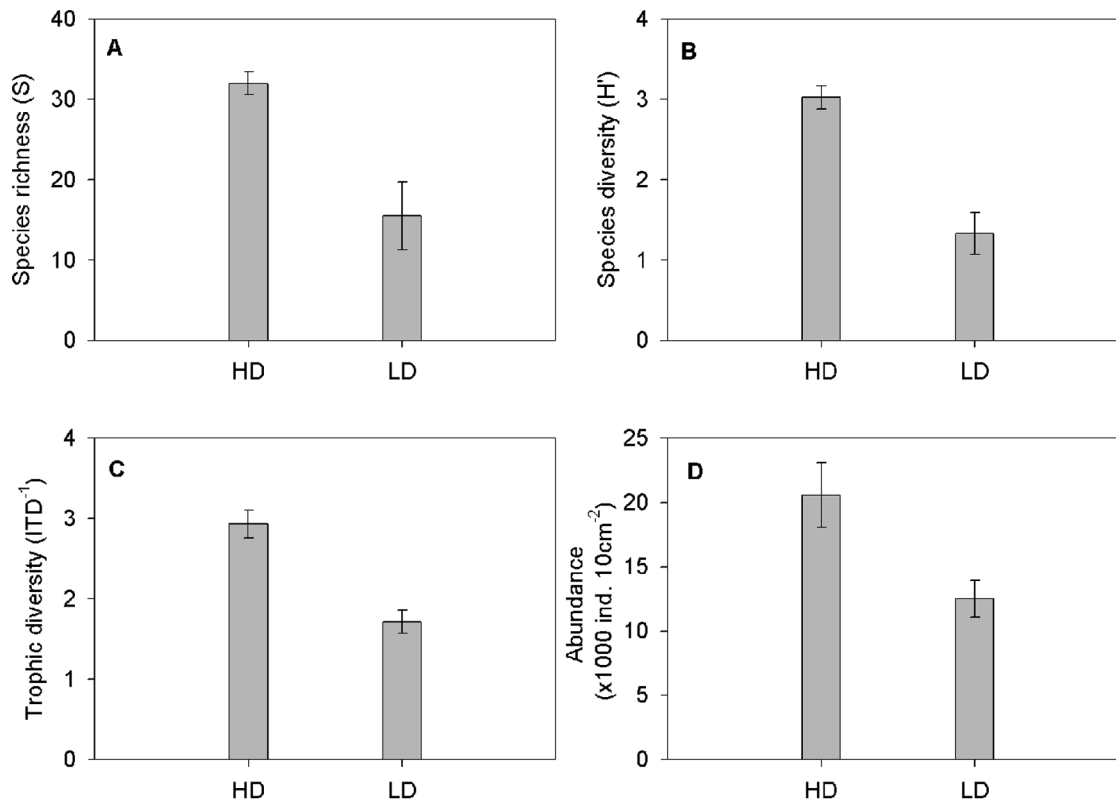 A
Species richness (S)
40
30
20
10
0
HD LD
B
Species diversity (H')
4
3
2
1
0
HD LD
C
Trophic diversity (ITD⁻¹)
4
3
2
1
0
HD LD
D
Abundance
(x1000 ind. 10cm⁻²)
25
20
15
10
5
0
HD LD